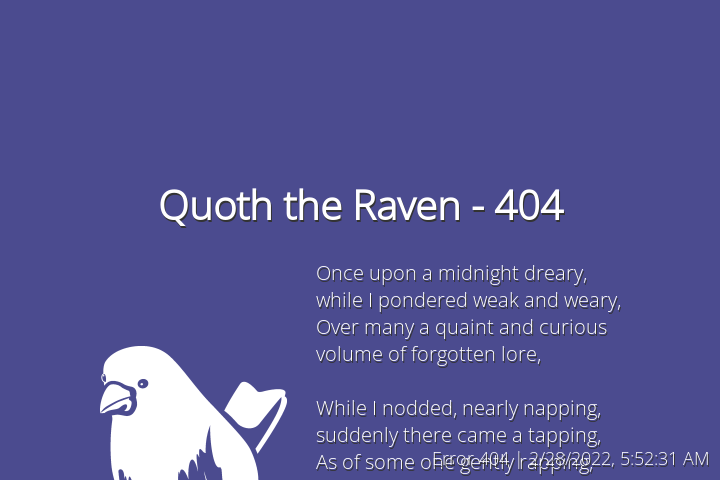 Quoth the Raven - 404
Once upon a midnight dreary,
while I pondered weak and weary,
Over many a quaint and curious
volume of forgotten lore,
While I nodded, nearly napping,
suddenly there came a tapping,
As of some one gently rapping,
Error 404 | 2/28/2022, 5:52:31 AM